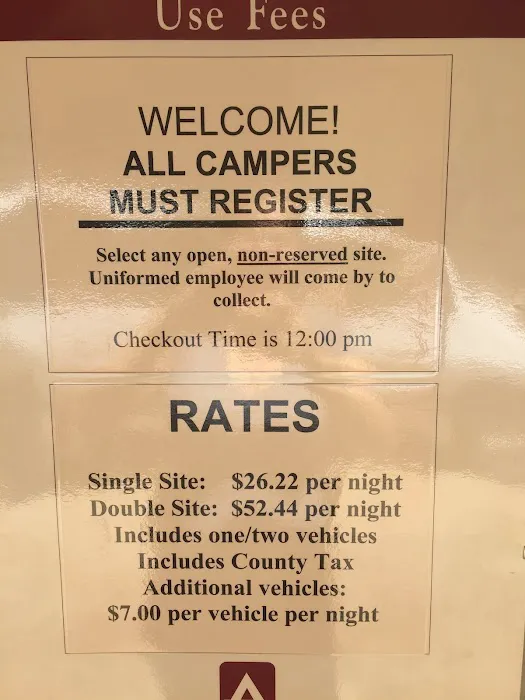 Use Fees
WELCOME!
ALL CAMPERS
MUST REGISTER
Select any open, non-reserved site.
Uniformed employee will come by to
collect.
Checkout Time is 12:00 pm
RATES
Single Site: $26.22 per night
Double Site: $52.44 per night
Includes one/two vehicles
Includes County Tax
Additional vehicles:
$7.00 per vehicle per night